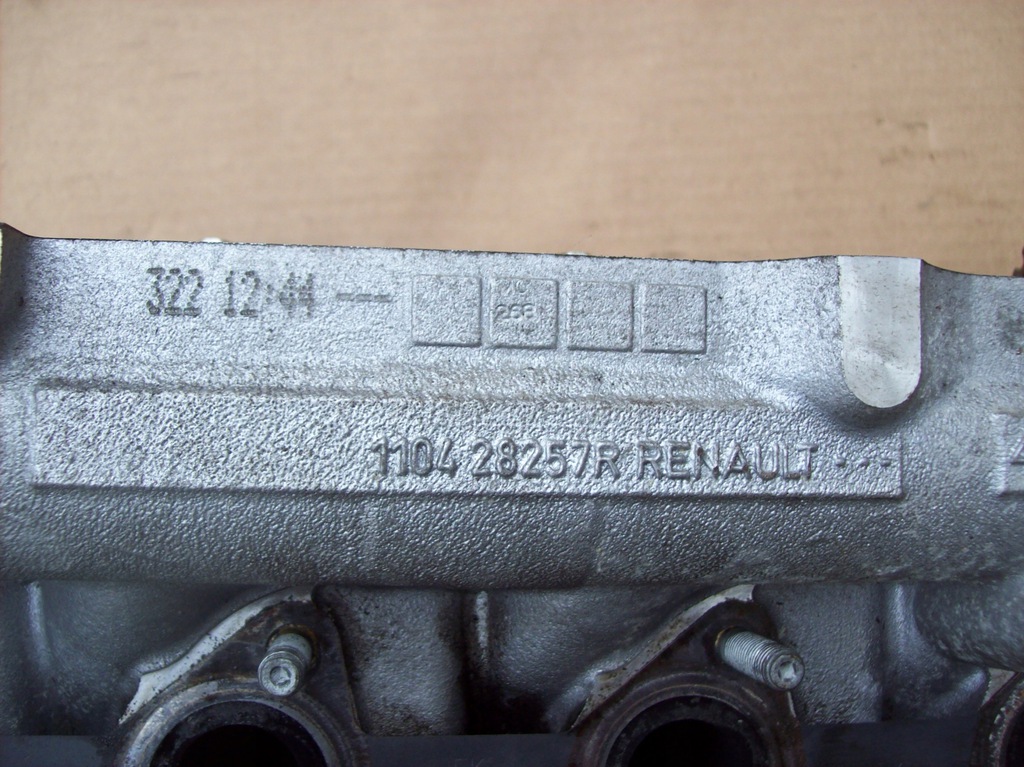 322 12:44 ---
268
1104 28257R RENAULT ---